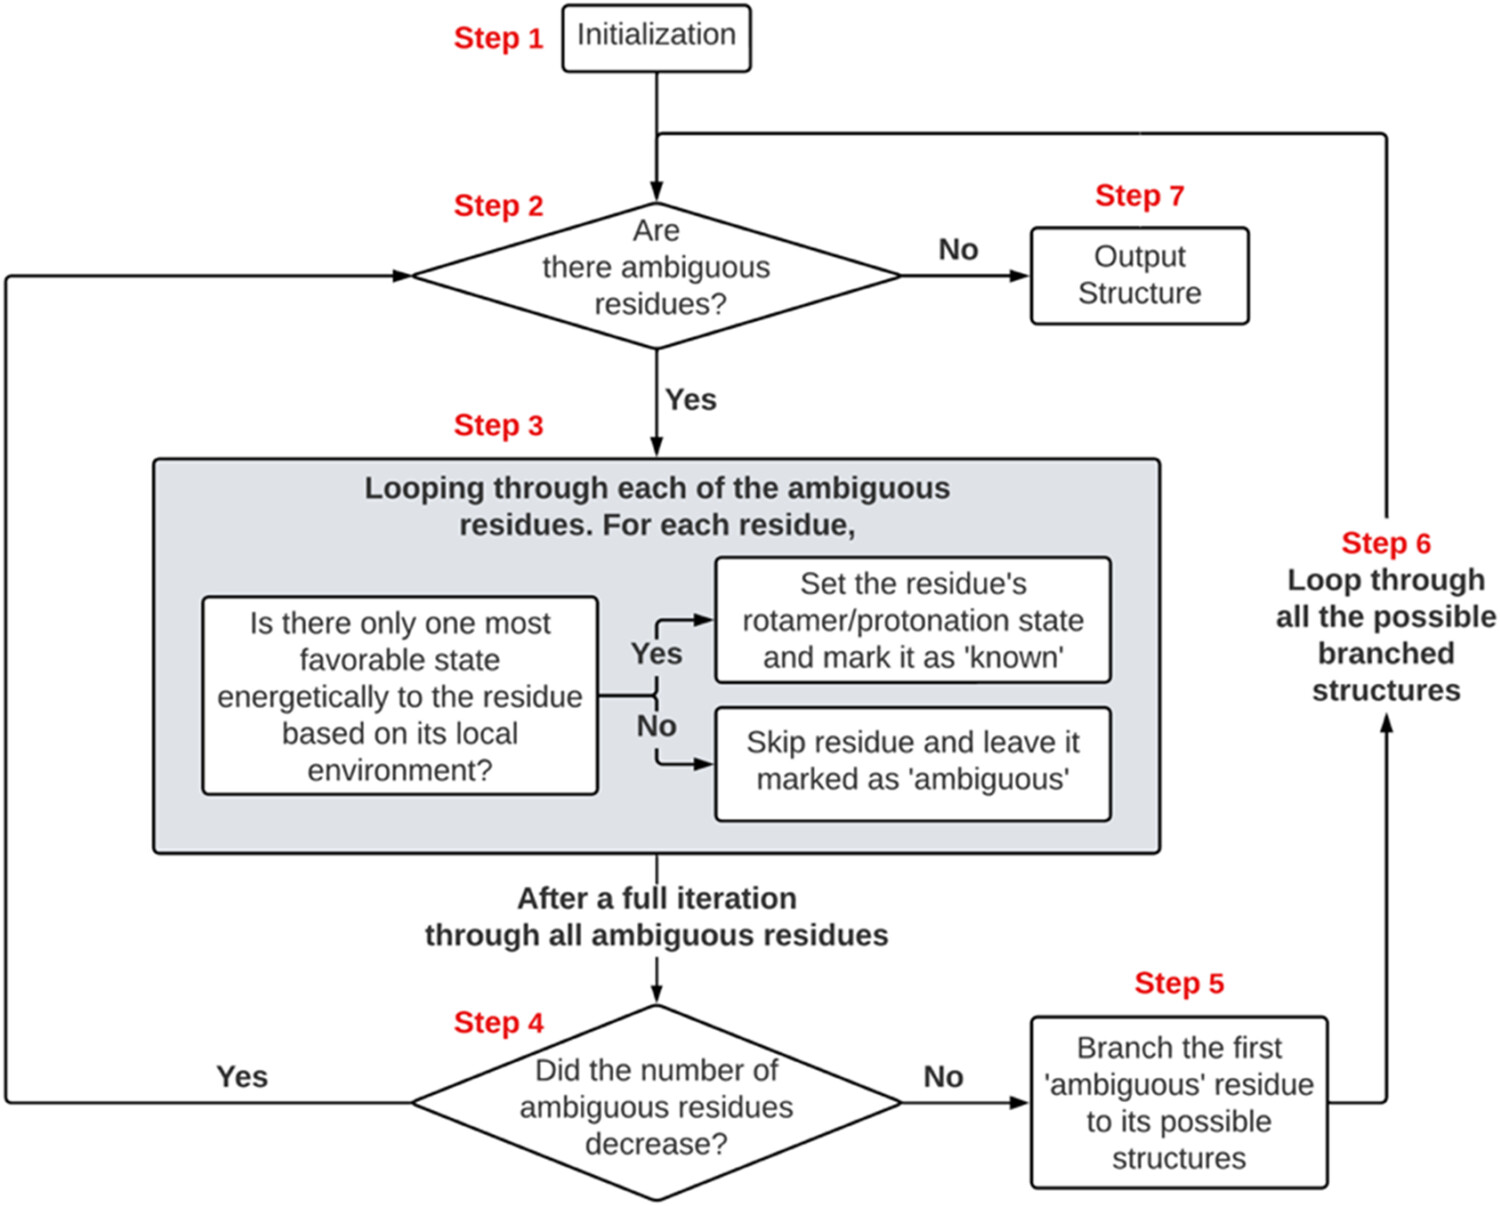 Step 1
Initialization
Step 2
Are
there ambiguous
residues?
No
Step 7
Output
Structure
Yes
Step 3
Looping through each of the ambiguous
residues. For each residue,
Is there only one most
favorable state
energetically to the residue
based on its local
environment?
Yes
Set the residue's
rotamer/protonation state
and mark it as 'known'
No
Skip residue and leave it
marked as 'ambiguous'
After a full iteration
through all ambiguous residues
Step 4
Did the number of
ambiguous residues
decrease?
Yes
No
Step 5
Branch the first
'ambiguous' residue
to its possible
structures
Step 6
Loop through
all the possible
branched
structures